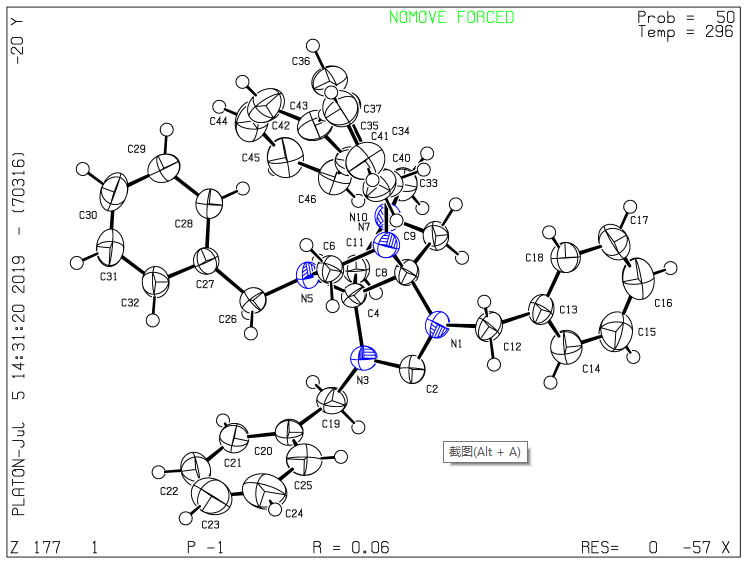 NOMOVE FORCED
Prob = 50
Temp = 296
PLATON-Jul 5 14:31:20 2019 - (70316)
-20 Y
C36
C43
C37
C44
C42
C35
C34
C41
C29
C45
C40
C33
C46
C30
N10
C17
C28
N7
C9
C6
C11
C18
C31
C27
C8
C16
C32
N5
C4
C13
C26
C15
N1
C12
C14
N3
C2
C19
C21
C20
C25
C22
C24
C23
截图(Alt + A)
Z 177 1 P -1 R = 0.06 RES= 0 -57 X